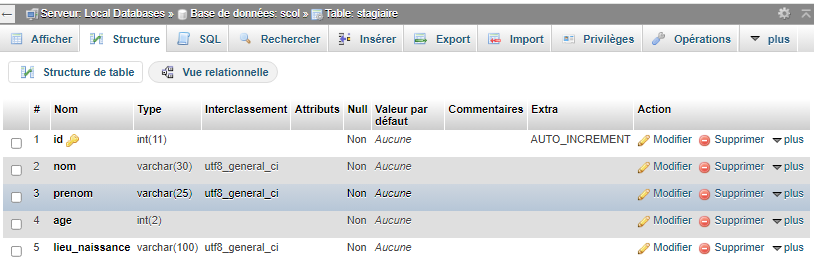 Serveur: Local Databases » Base de données: scol » Table: stagiaire
Afficher Structure SQL Rechercher Insérer Export Import Privilèges Opérations plus
Structure de table Vue relationnelle
# Nom Type Interclassement Attributs Null Valeur par défaut Commentaires Extra Action
1 id int(11) Non Aucune AUTO_INCREMENT Modifier Supprimer plus
2 nom varchar(30) utf8_general_ci Non Aucune Modifier Supprimer plus
3 prenom varchar(25) utf8_general_ci Non Aucune Modifier Supprimer plus
4 age int(2) Non Aucune Modifier Supprimer plus
5 lieu_naissance varchar(100) utf8_general_ci Non Aucune Modifier Supprimer plus